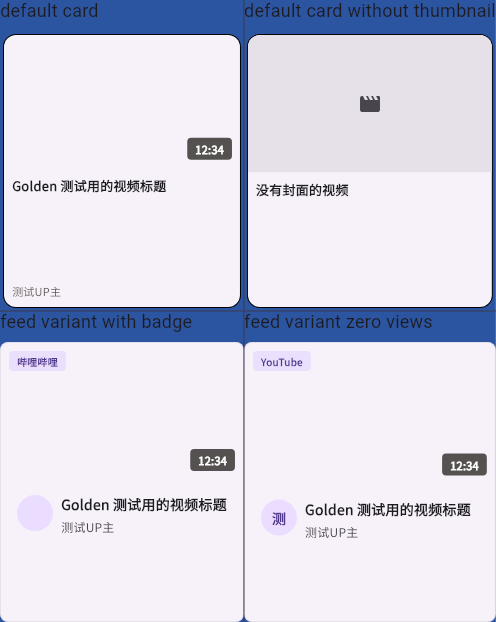 default card
default card without thumbnail
12:34
Golden 测试用的视频标题
测试UP主
没有封面的视频
feed variant with badge
feed variant zero views
哔哩哔哩
12:34
Golden 测试用的视频标题
测试UP主
YouTube
12:34
测
Golden 测试用的视频标题
测试UP主